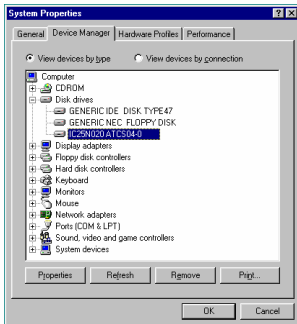 System Properties
General Device Manager Hardware Profiles Performance
View devices by type View devices by connection
Computer
CDROM
Disk drives
GENERIC IDE DISK TYPE47
GENERIC NEC FLOPPY DISK
IC25N020 ATCS04-0
Display adapters
Floppy disk controllers
Hard disk controllers
Keyboard
Monitors
Mouse
Network adapters
Ports (COM & LPT)
Sound, video and game controllers
System devices
Properties Refresh Remove Print...
OK Cancel